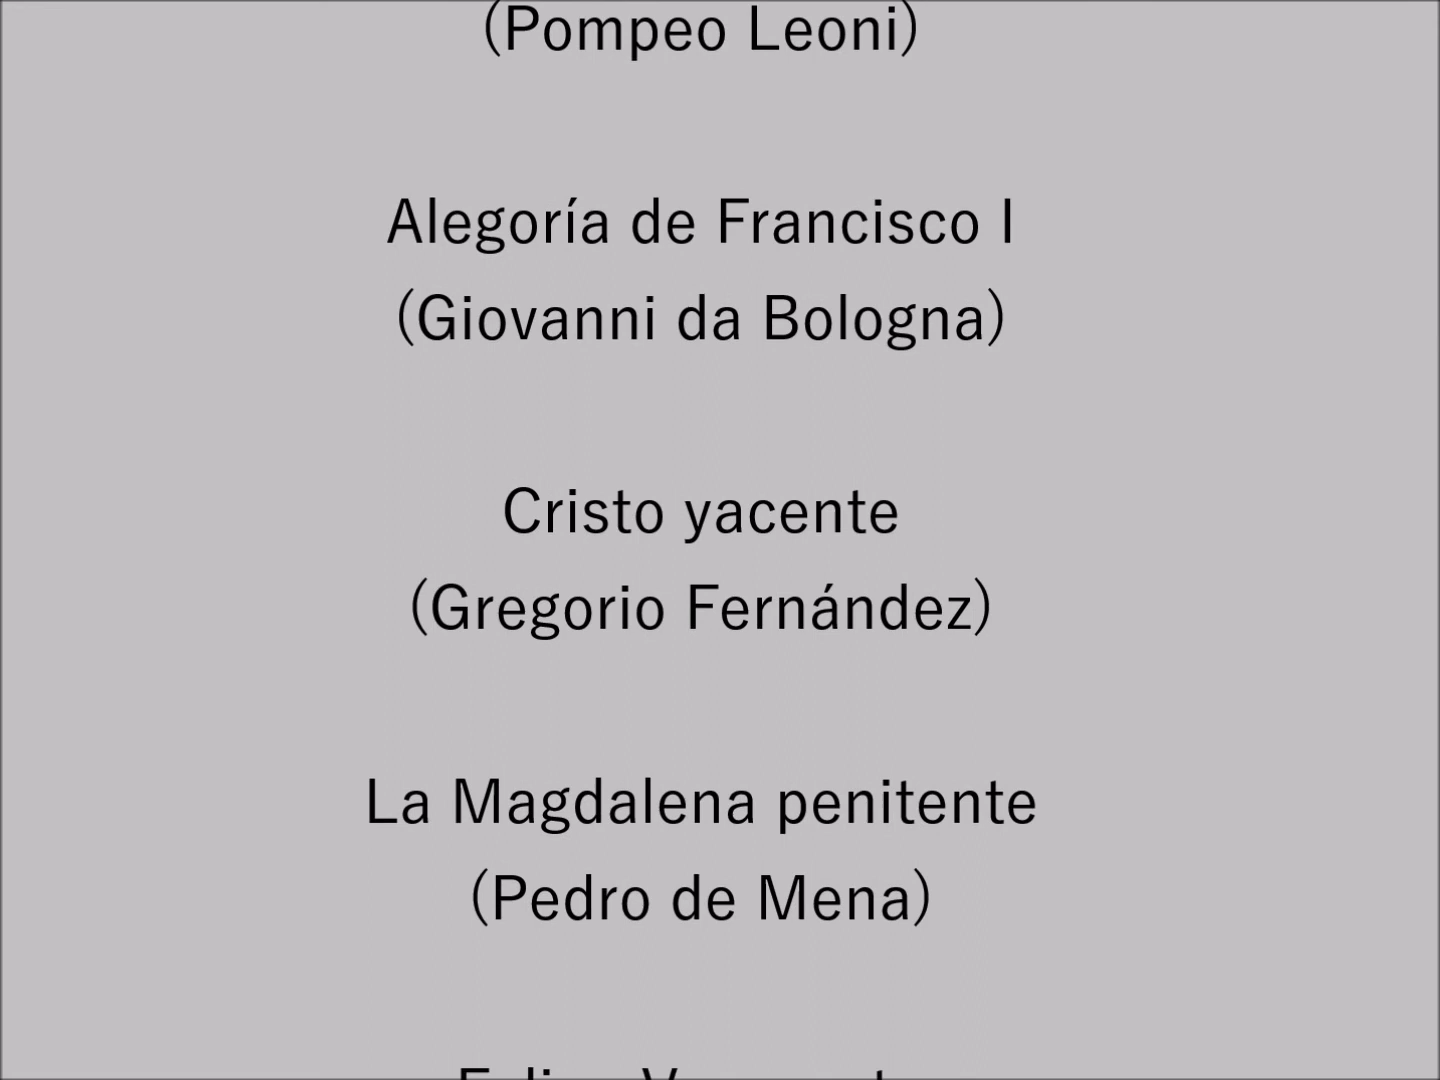 (Pompeo Leoni)
Alegoría de Francisco I
(Giovanni da Bologna)
Cristo yacente
(Gregorio Fernández)
La Magdalena penitente
(Pedro de Mena)